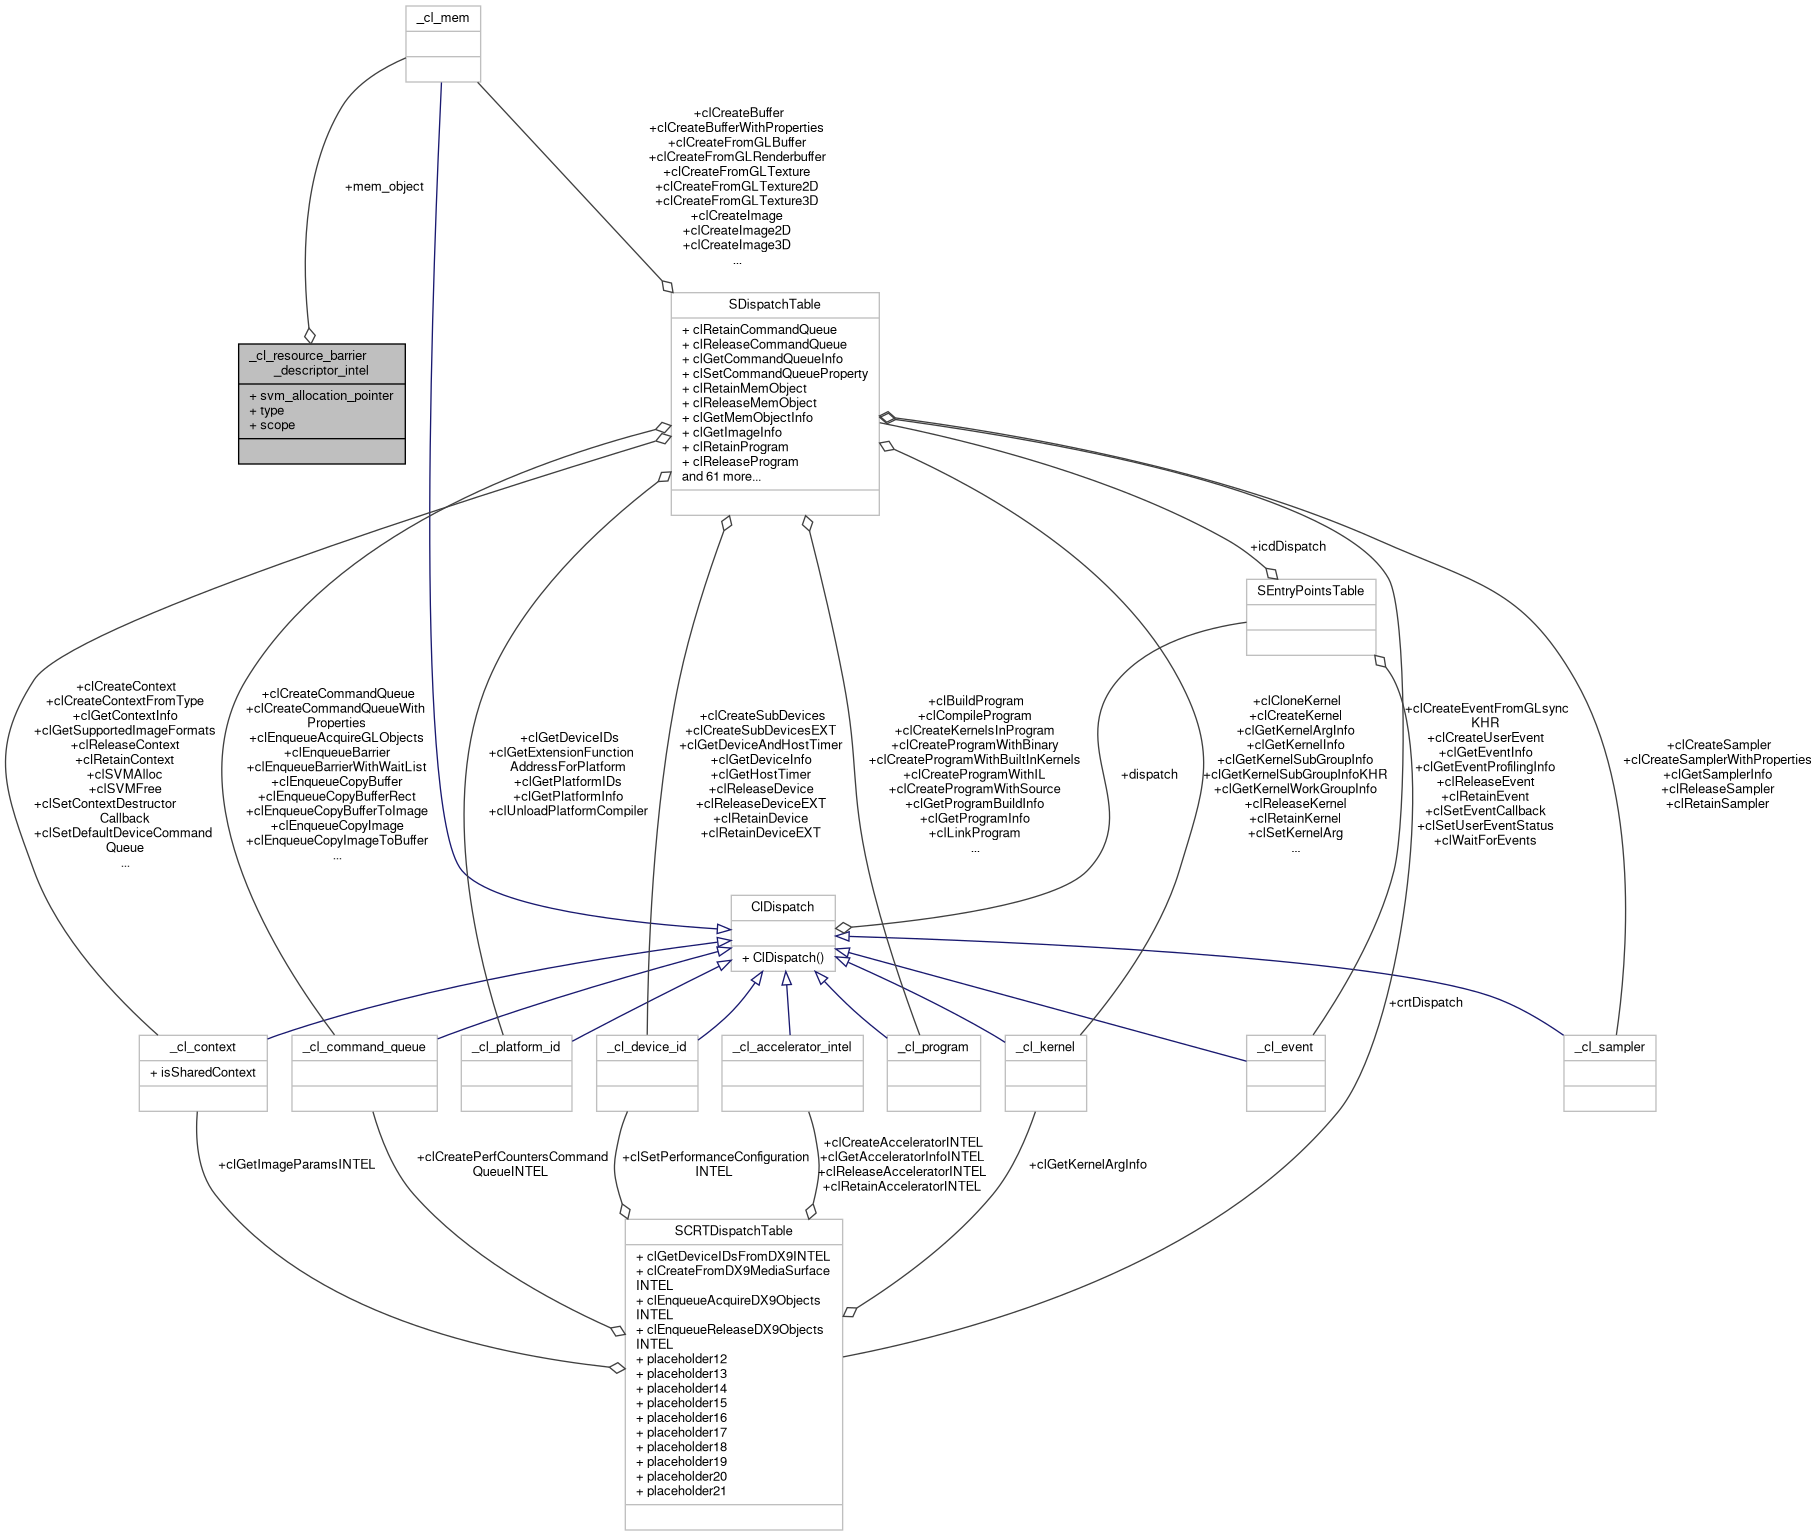 _cl_mem
+clCreateBuffer
+clCreateBufferWithProperties
+clCreateFromGLBuffer
+clCreateFromGLRenderbuffer
+clCreateFromGLTexture
+clCreateFromGLTexture2D
+clCreateFromGLTexture3D
+clCreateImage
+clCreateImage2D
+clCreateImage3D
...
+mem_object
SDispatchTable
+ clRetainCommandQueue
+ clReleaseCommandQueue
+ clGetCommandQueueInfo
+ clSetCommandQueueProperty
+ clRetainMemObject
+ clReleaseMemObject
+ clGetMemObjectInfo
+ clGetImageInfo
+ clRetainProgram
+ clReleaseProgram
and 61 more...
_cl_resource_barrier
_descriptor_intel
+ svm_allocation_pointer
+ type
+ scope
+icdDispatch
SEntryPointsTable
+clCreateContext
+clCreateContextFromType
+clGetContextInfo
+clGetSupportedImageFormats
+clReleaseContext
+clRetainContext
+clSVMAlloc
+clSVMFree
+clSetContextDestructor
Callback
+clSetDefaultDeviceCommand
Queue
...
+clCreateCommandQueue
+clCreateCommandQueueWith
Properties
+clEnqueueAcquireGLObjects
+clEnqueueBarrier
+clEnqueueBarrierWithWaitList
+clEnqueueCopyBuffer
+clEnqueueCopyBufferRect
+clEnqueueCopyBufferToImage
+clEnqueueCopyImage
+clEnqueueCopyImageToBuffer
...
+clGetDeviceIDs
+clGetExtensionFunction
AddressForPlatform
+clGetPlatformIDs
+clGetPlatformInfo
+clUnloadPlatformCompiler
+clCreateSubDevices
+clCreateSubDevicesEXT
+clGetDeviceAndHostTimer
+clGetDeviceInfo
+clGetHostTimer
+clReleaseDevice
+clReleaseDeviceEXT
+clRetainDevice
+clRetainDeviceEXT
+clBuildProgram
+clCompileProgram
+clCreateKernelsInProgram
+clCreateProgramWithBinary
+clCreateProgramWithBuiltInKernels
+clCreateProgramWithIL
+clCreateProgramWithSource
+clGetProgramBuildInfo
+clGetProgramInfo
+clLinkProgram
...
+dispatch
+clCloneKernel
+clCreateKernel
+clGetKernelArgInfo
+clGetKernelInfo
+clGetKernelSubGroupInfo
+clGetKernelSubGroupInfoKHR
+clGetKernelWorkGroupInfo
+clReleaseKernel
+clRetainKernel
+clSetKernelArg
...
+clCreateEventFromGLsync
KHR
+clCreateUserEvent
+clGetEventInfo
+clGetEventProfilingInfo
+clReleaseEvent
+clRetainEvent
+clSetEventCallback
+clSetUserEventStatus
+clWaitForEvents
+clCreateSampler
+clCreateSamplerWithProperties
+clGetSamplerInfo
+clReleaseSampler
+clRetainSampler
ClDispatch
+ ClDispatch()
+crtDispatch
_cl_context
+ isSharedContext
_cl_command_queue
_cl_platform_id
_cl_device_id
_cl_accelerator_intel
_cl_program
_cl_kernel
_cl_event
_cl_sampler
+clGetImageParamsINTEL
+clCreatePerfCountersCommand
QueueINTEL
+clSetPerformanceConfiguration
INTEL
+clCreateAcceleratorINTEL
+clGetAcceleratorInfoINTEL
+clReleaseAcceleratorINTEL
+clRetainAcceleratorINTEL
+clGetKernelArgInfo
SCRTDispatchTable
+ clGetDeviceIDsFromDX9INTEL
+ clCreateFromDX9MediaSurface
INTEL
+ clEnqueueAcquireDX9Objects
INTEL
+ clEnqueueReleaseDX9Objects
INTEL
+ placeholder12
+ placeholder13
+ placeholder14
+ placeholder15
+ placeholder16
+ placeholder17
+ placeholder18
+ placeholder19
+ placeholder20
+ placeholder21